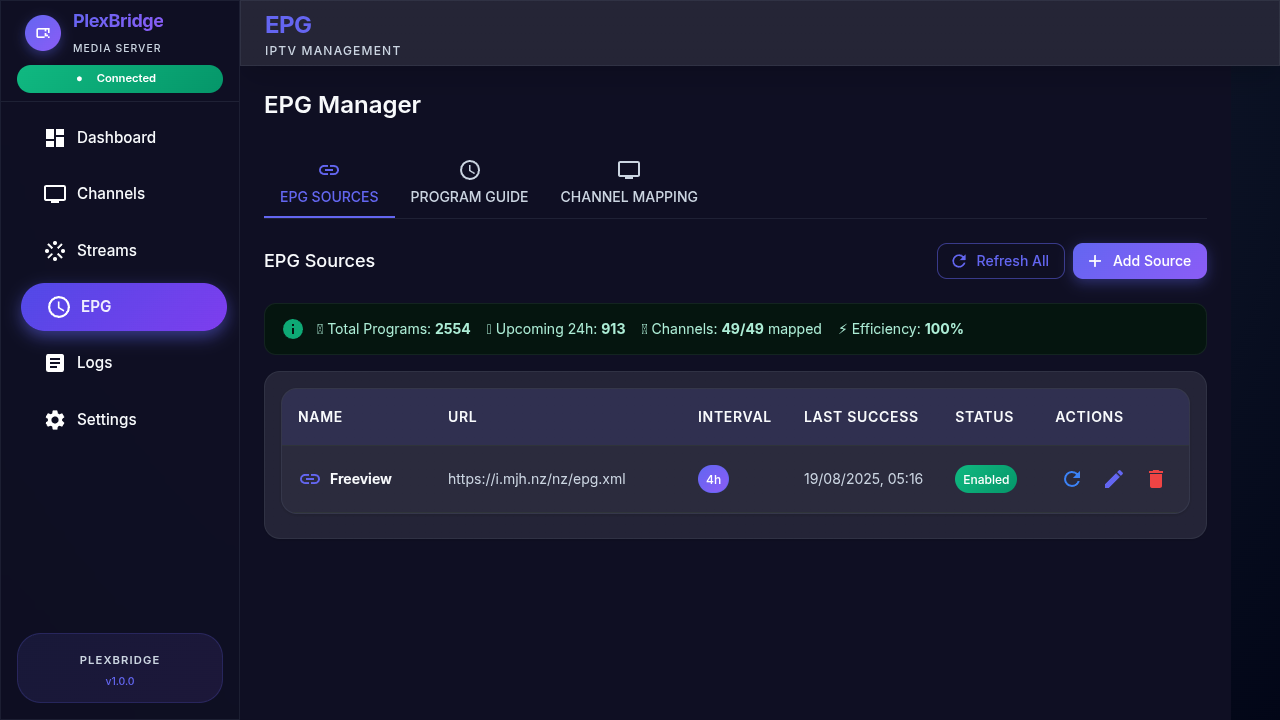 PlexBridge
MEDIA SERVER
Connected
Dashboard
Channels
Streams
EPG
Logs
Settings
PLEXBRIDGE
v1.0.0
EPG
IPTV MANAGEMENT
EPG Manager
EPG SOURCES PROGRAM GUIDE CHANNEL MAPPING
EPG Sources Refresh All Add Source
Total Programs: 2554 Upcoming 24h: 913 Channels: 49/49 mapped ⚡ Efficiency: 100%
NAME URL INTERVAL LAST SUCCESS STATUS ACTIONS
Freeview https://i.mjh.nz/nz/epg.xml 4h 19/08/2025, 05:16 Enabled